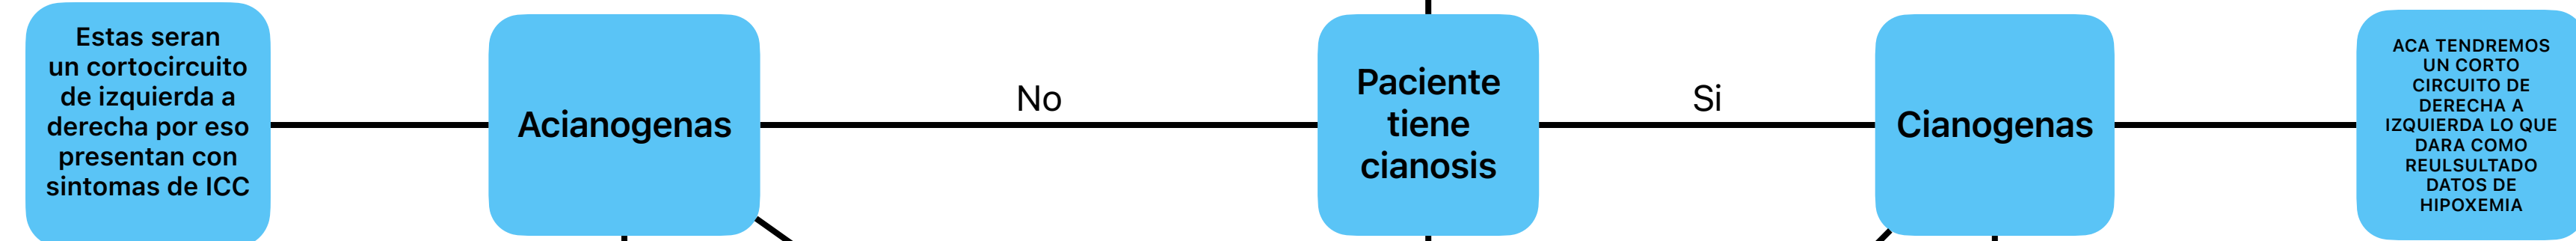 Estas seran
un cortocircuito
de izquierda a
derecha por eso
presentan con
sintomas de ICC
Acianogenas
No
Paciente
tiene
cianosis
Si
Cianogenas
ACA TENDREMOS
UN CORTO
CIRCUITO DE
DERECHA A
IZQUIERDA LO QUE
DARA COMO
REULSULTADO
DATOS DE
HIPOXEMIA